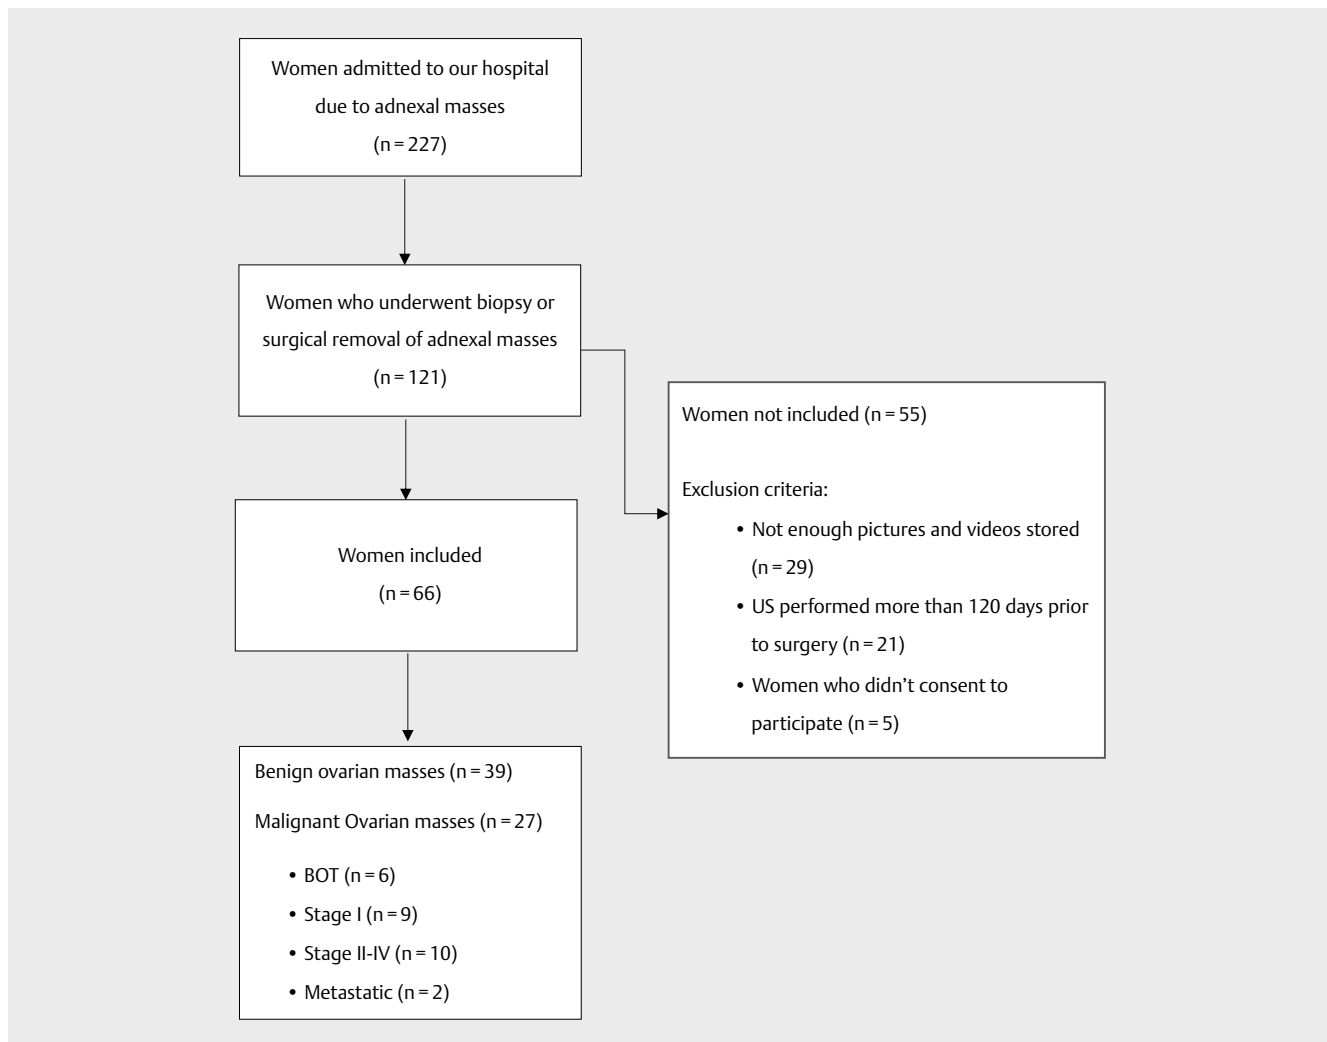 Women admitted to our hospital
due to adnexal masses
(n = 227)
Women who underwent biopsy or
surgical removal of adnexal masses
(n = 121)
Women not included (n = 55)
Exclusion criteria:
• Not enough pictures and videos stored
(n = 29)
• US performed more than 120 days prior
to surgery (n = 21)
• Women who didn’t consent to
participate (n = 5)
Women included
(n = 66)
Benign ovarian masses (n = 39)
Malignant Ovarian masses (n = 27)
• BOT (n = 6)
• Stage I (n = 9)
• Stage II-IV (n = 10)
• Metastatic (n = 2)